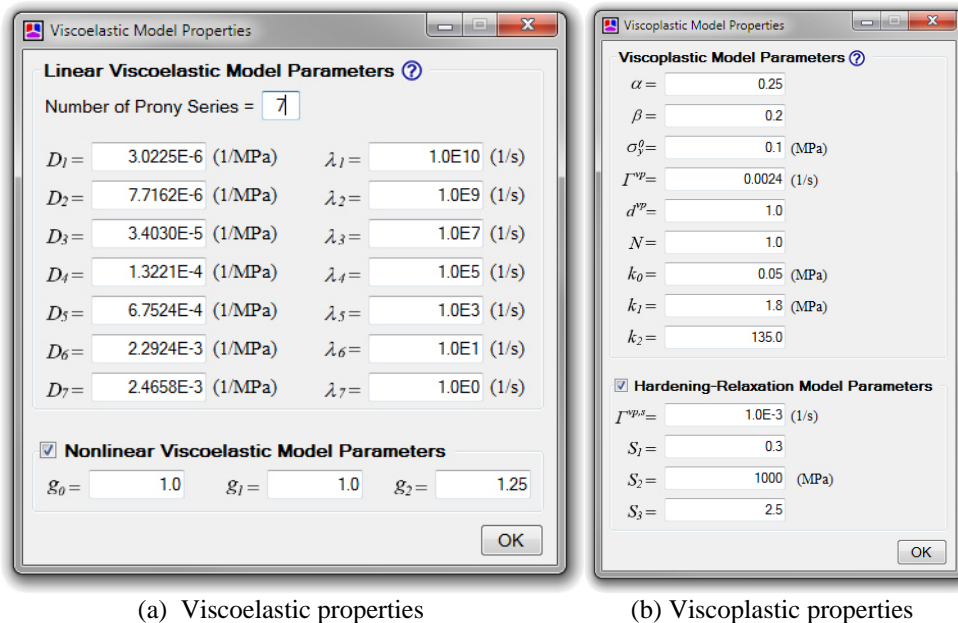 Viscoelastic Model Properties
Linear Viscoelastic Model Parameters ?
Number of Prony Series = 7
D1= 3.0225E-6 (1/MPa) λ1= 1.0E10 (1/s)
D2= 7.7162E-6 (1/MPa) λ2= 1.0E9 (1/s)
D3= 3.4030E-5 (1/MPa) λ3= 1.0E7 (1/s)
D4= 1.3221E-4 (1/MPa) λ4= 1.0E5 (1/s)
D5= 6.7524E-4 (1/MPa) λ5= 1.0E3 (1/s)
D6= 2.2924E-3 (1/MPa) λ6= 1.0E1 (1/s)
D7= 2.4658E-3 (1/MPa) λ7= 1.0E0 (1/s)
Nonlinear Viscoelastic Model Parameters
g0= 1.0 g1= 1.0 g2= 1.25
OK
(a) Viscoelastic properties
Viscoplastic Model Properties
Viscoplastic Model Parameters ?
α= 0.25
β= 0.2
σy0= 0.1 (MPa)
Γvp= 0.0024 (1/s)
dvp= 1.0
N= 1.0
k0= 0.05 (MPa)
k1= 1.8 (MPa)
k2= 135.0
Hardening-Relaxation Model Parameters
Γvp,s= 1.0E-3 (1/s)
S1= 0.3
S2= 1000 (MPa)
S3= 2.5
OK
(b) Viscoplastic properties